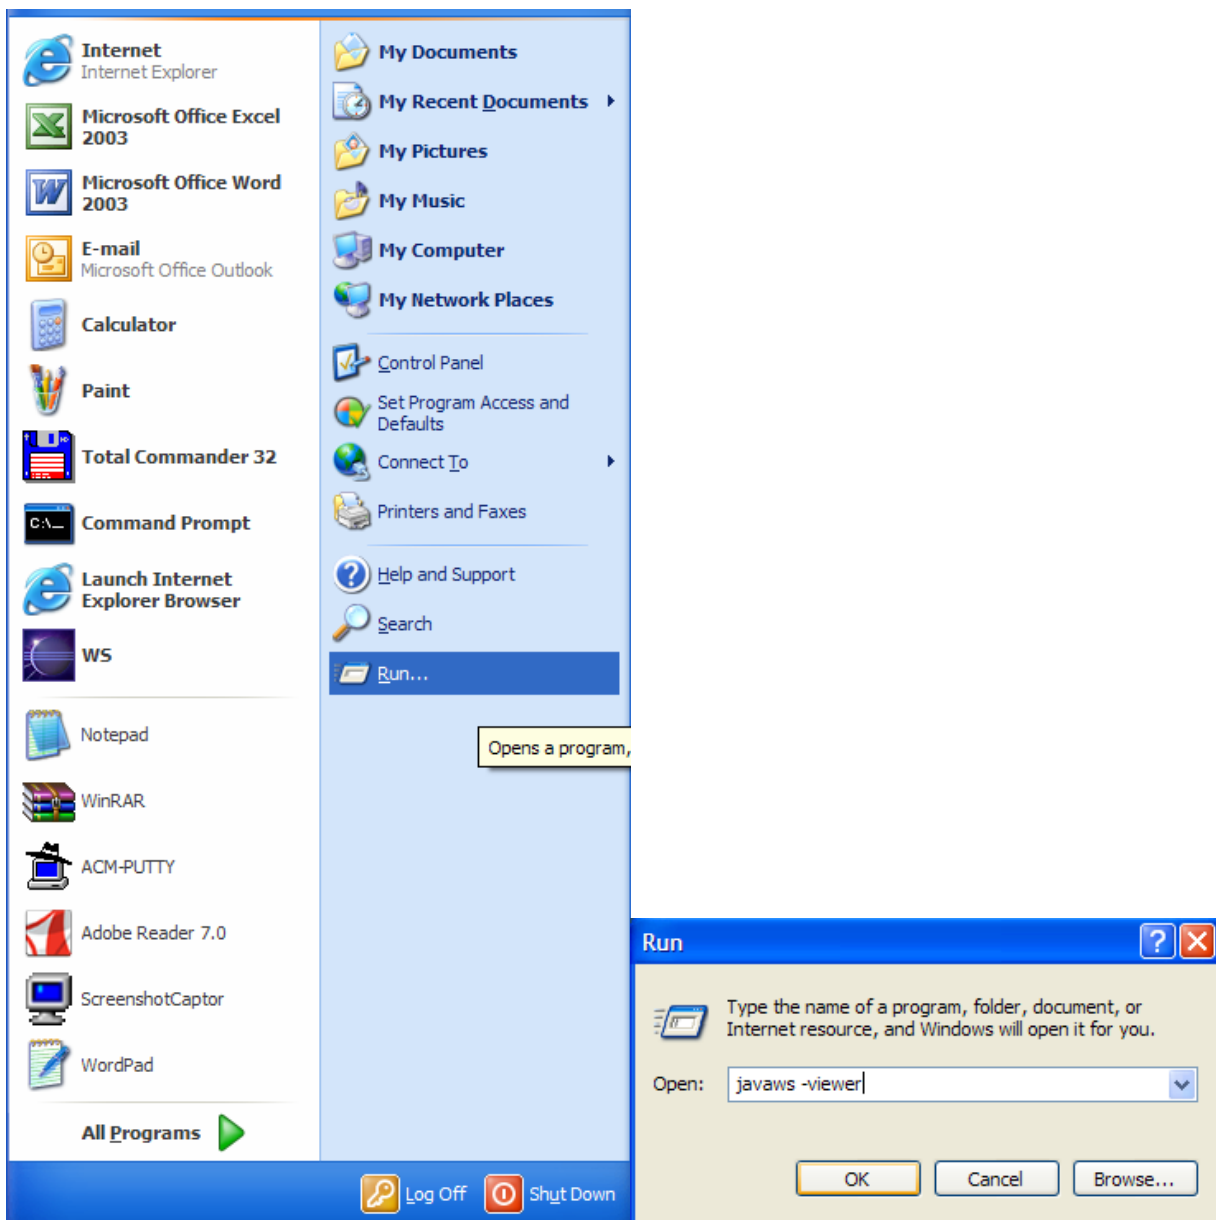 Internet
Internet Explorer
Microsoft Office Excel
2003
Microsoft Office Word
2003
E-mail
Microsoft Office Outlook
Calculator
Paint
Total Commander 32
C:\_
Command Prompt
Launch Internet
Explorer Browser
WS
Notepad
WinRAR
ACM-PUTTY
Adobe Reader 7.0
ScreenshotCaptor
WordPad
All Programs
My Documents
My Recent Documents
My Pictures
My Music
My Computer
My Network Places
Control Panel
Set Program Access and
Defaults
Connect To
Printers and Faxes
Help and Support
Search
Run...
Opens a program,
Log Off
Shut Down
Run
Type the name of a program, folder, document, or
Internet resource, and Windows will open it for you.
Open: javaws -viewer
OK Cancel Browse...